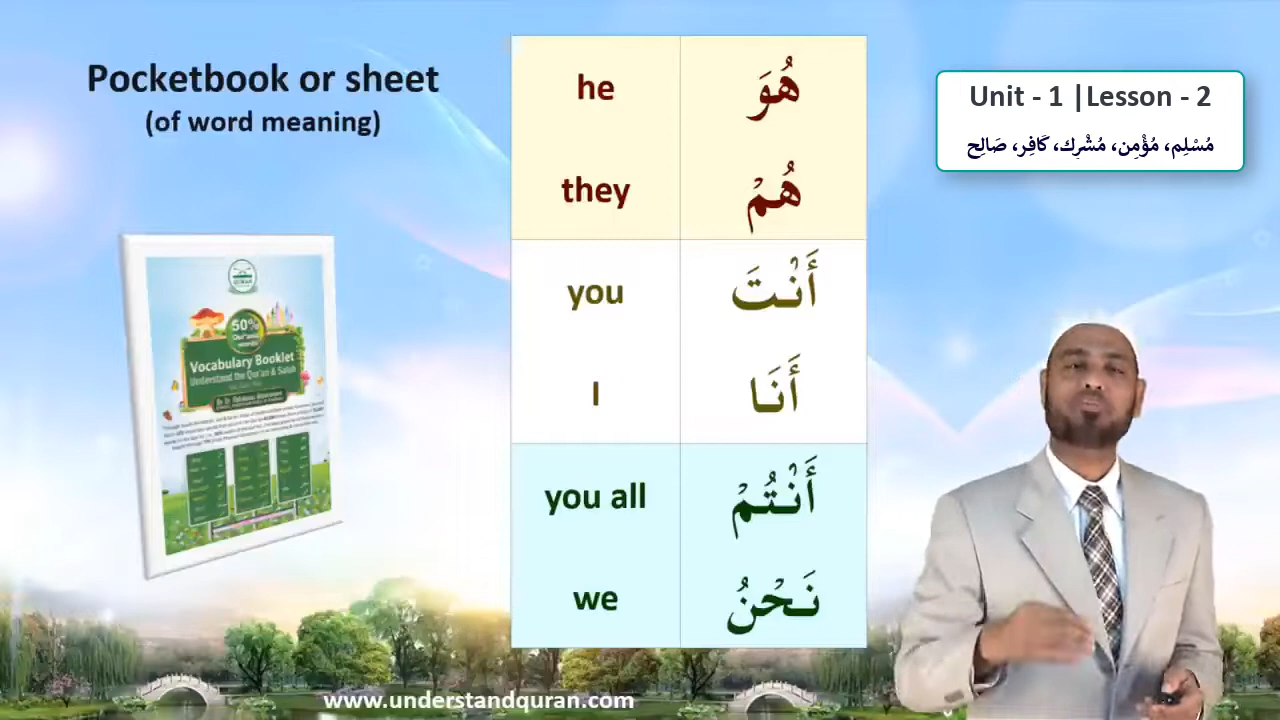 Pocketbook or sheet
(of word meaning)
he هُوَ
they هُمْ
you أَنْتَ
I أَنَا
you all أَنْتُمْ
we نَحْنُ
Unit - 1 |Lesson - 2
مُسْلِم، مُؤْمِن، مُشْرِك، كَافِر، صَالِح
50%
Vocabulary Booklet
Understand the Qur'an & Salah
www.understandquran.com